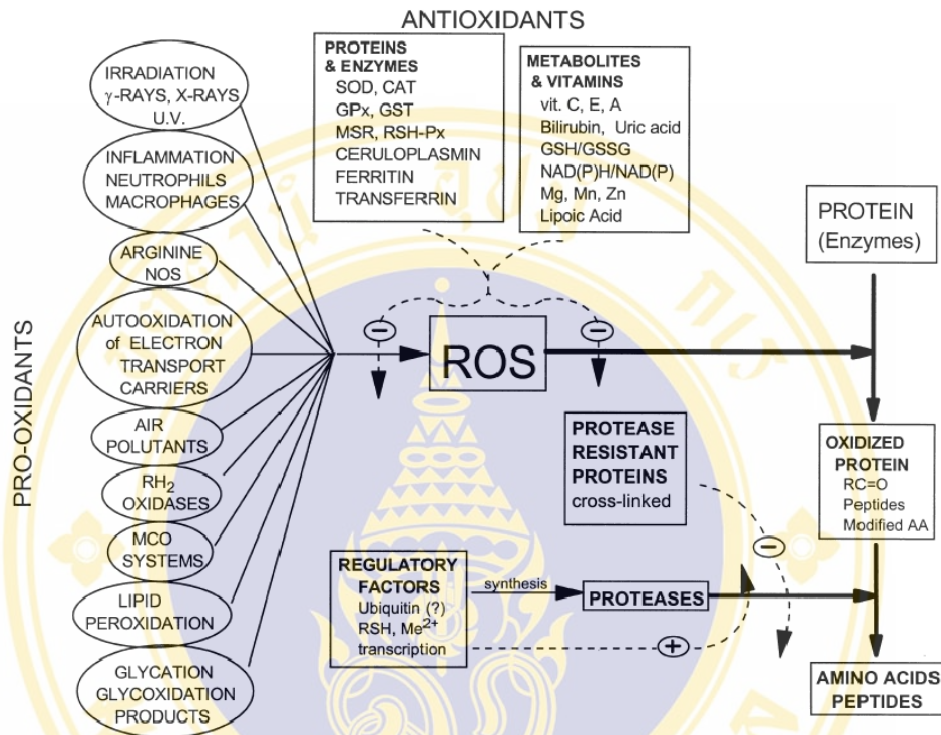 ANTIOXIDANTS
PRO-OXIDANTS
IRRADIATION
γ-RAYS, X-RAYS
U.V.
INFLAMMATION
NEUTROPHILS
MACROPHAGES
ARGININE
NOS
AUTOOXIDATION
of ELECTRON
TRANSPORT
CARRIERS
AIR
POLUTANTS
RH₂
OXIDASES
MCO
SYSTEMS
LIPID
PEROXIDATION
GLYCATION
GLYCOXIDATION
PRODUCTS
PROTEINS
& ENZYMES
SOD, CAT
GPx, GST
MSR, RSH-Px
CERULOPLASMIN
FERRITIN
TRANSFERRIN
METABOLITES
& VITAMINS
vit. C, E, A
Bilirubin, Uric acid
GSH/GSSG
NAD(P)H/NAD(P)
Mg, Mn, Zn
Lipoic Acid
−
ROS
−
PROTEIN
(Enzymes)
PROTEASE
RESISTANT
PROTEINS
cross-linked
OXIDIZED
PROTEIN
RC=O
Peptides
Modified AA
−
REGULATORY
FACTORS
Ubiquitin (?)
RSH, Me²⁺
transcription
synthesis
PROTEASES
+
AMINO ACIDS
PEPTIDES